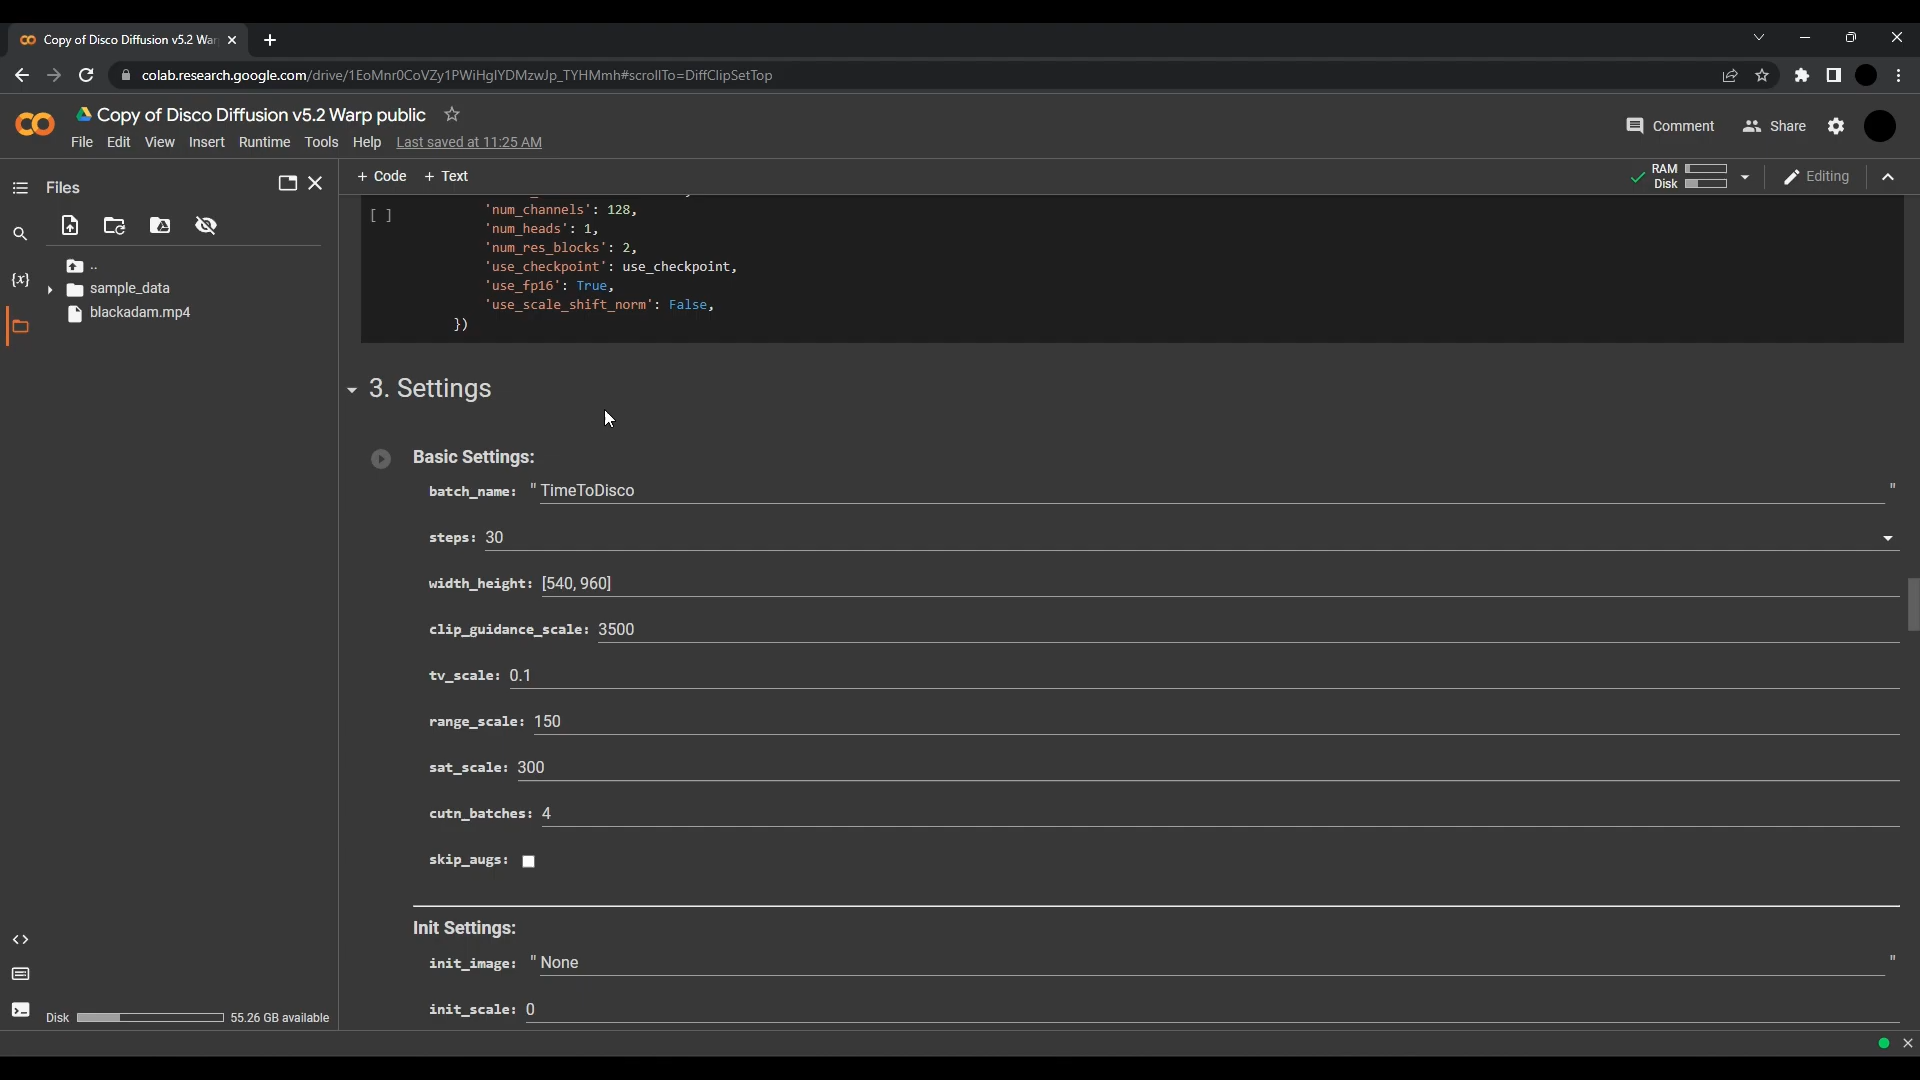 Copy of Disco Diffusion v5.2 War
colab.research.google.com/drive/1EoMnr0CoVZy1PWiHglYDMzwJp_TYHMmh#scrollTo=DiffClipSetTop
Copy of Disco Diffusion v5.2 Warp public
File Edit View Insert Runtime Tools Help Last saved at 11:25 AM
Comment Share
Files
+ Code + Text
RAM
Disk
Editing
..
sample_data
blackadam.mp4
{x}
[ ]
'num_channels': 128,
'num_heads': 1,
'num_res_blocks': 2,
'use_checkpoint': use_checkpoint,
'use_fp16': True,
'use_scale_shift_norm': False,
})
3. Settings
Basic Settings:
batch_name: " TimeToDisco "
steps: 30
width_height: [540, 960]
clip_guidance_scale: 3500
tv_scale: 0.1
range_scale: 150
sat_scale: 300
cutn_batches: 4
skip_augs:
Init Settings:
init_image: " None "
init_scale: 0
Disk 55.26 GB available